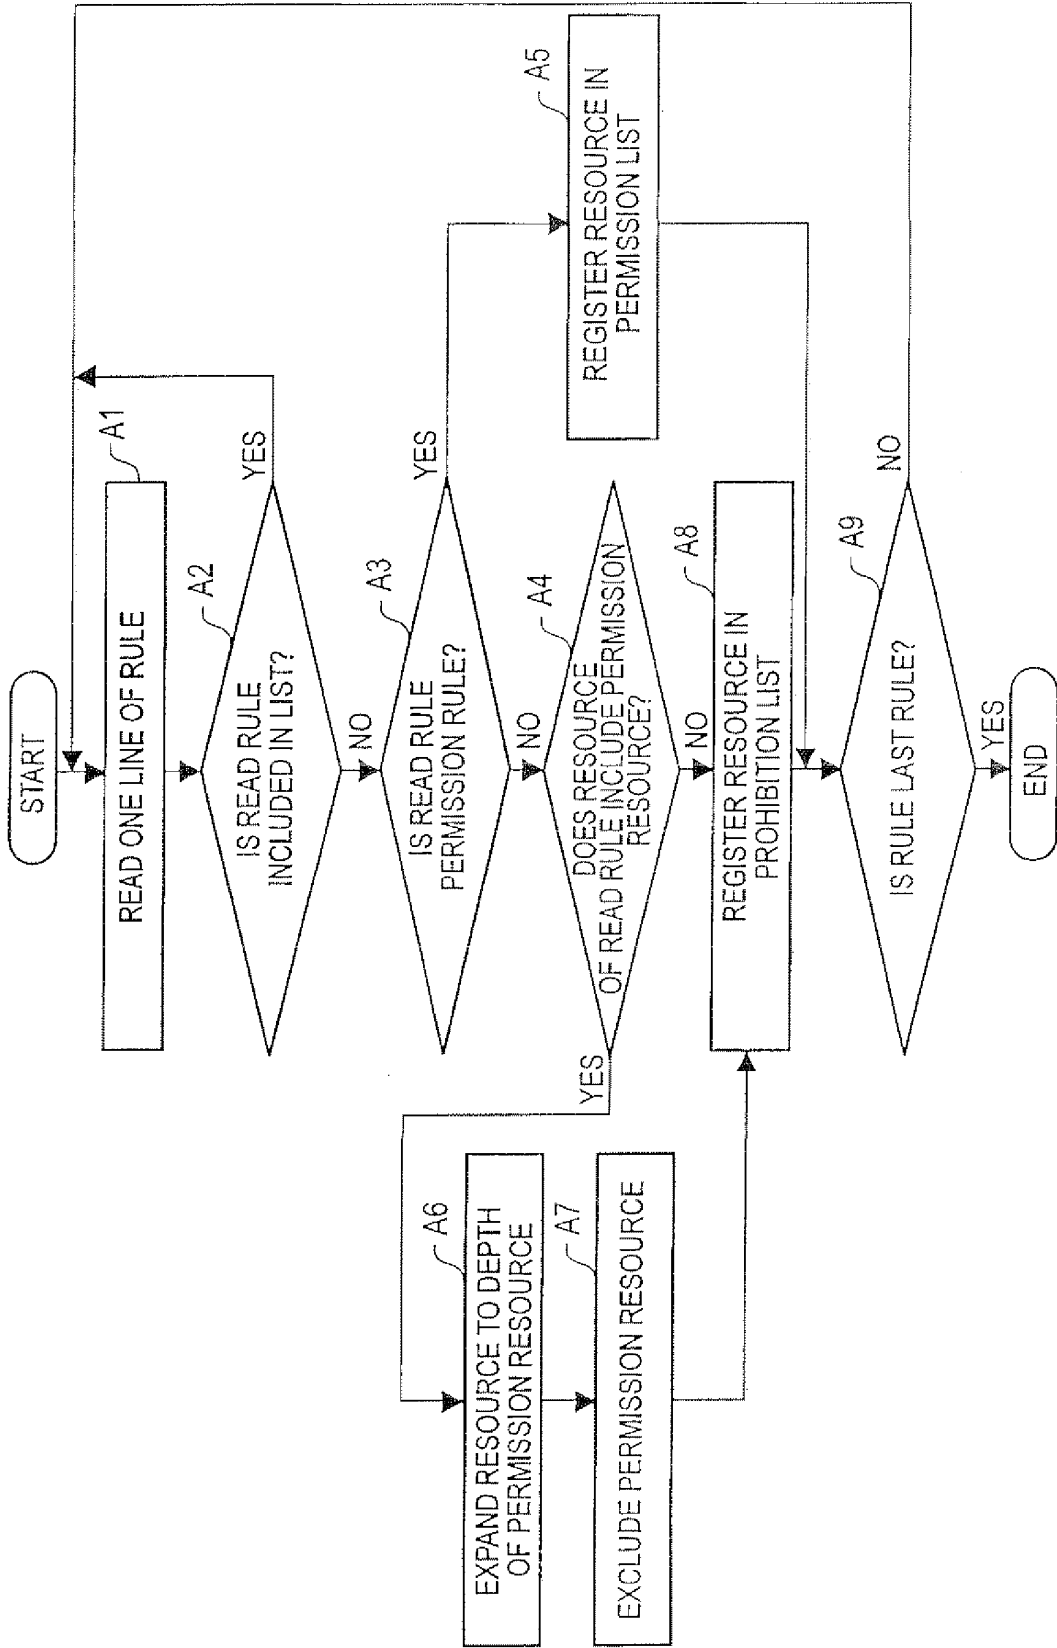 START
A1
READ ONE LINE OF RULE
A2
IS READ RULE
INCLUDED IN LIST?
YES
NO
A3
IS READ RULE
PERMISSION RULE?
YES
NO
A4
DOES RESOURCE
OF READ RULE INCLUDE PERMISSION
RESOURCE?
YES
NO
A5
REGISTER RESOURCE IN
PERMISSION LIST
A6
EXPAND RESOURCE TO DEPTH
OF PERMISSION RESOURCE
A7
EXCLUDE PERMISSION RESOURCE
A8
REGISTER RESOURCE IN
PROHIBITION LIST
A9
IS RULE LAST RULE?
NO
YES
END